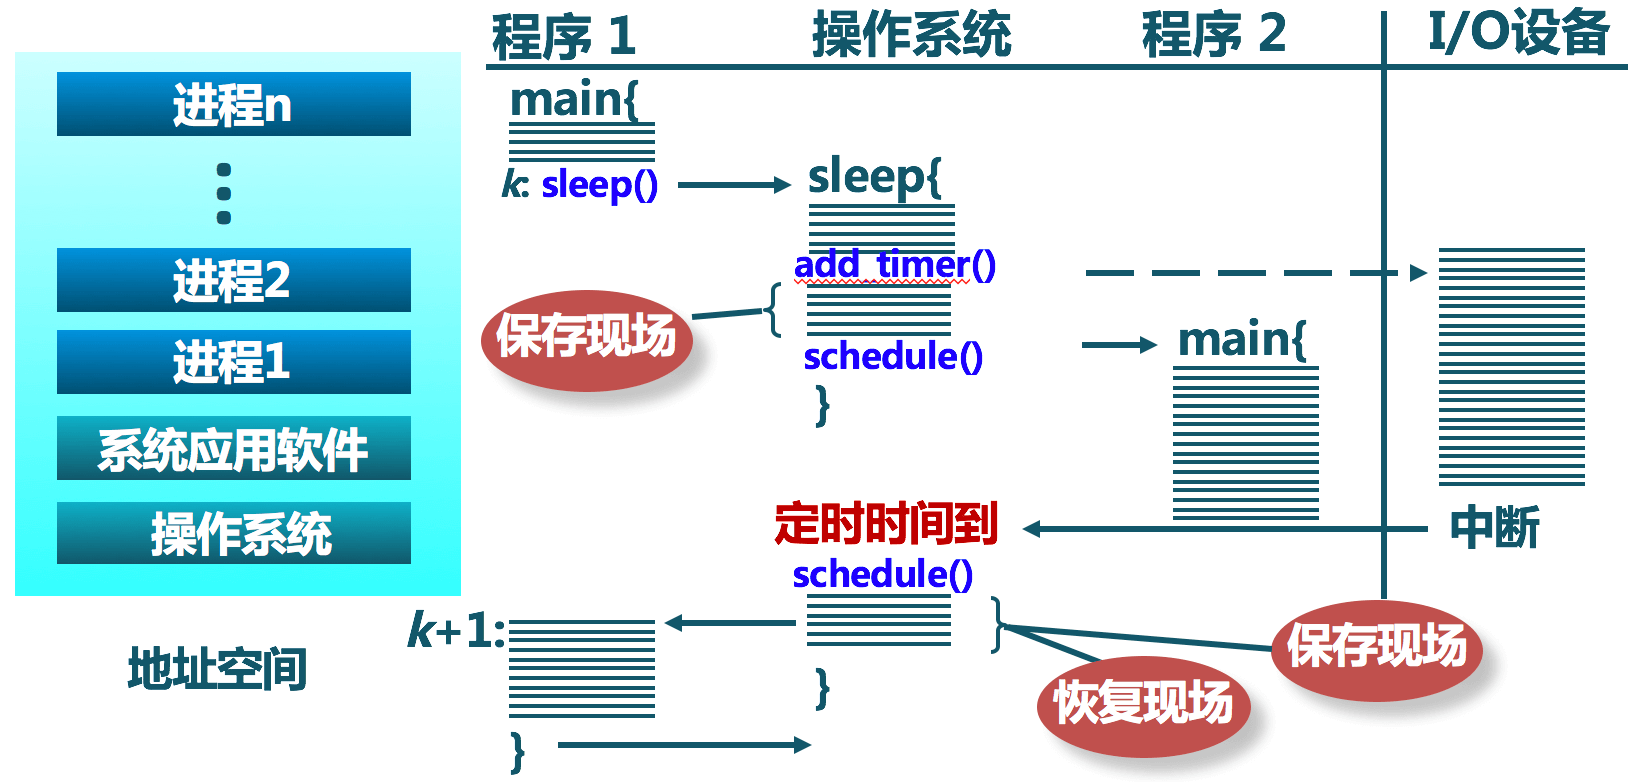 进程n
进程2
进程1
系统应用软件
操作系统
地址空间
程序 1
操作系统
程序 2
I/O设备
main{
k: sleep()
sleep{
add_timer()
保存现场
schedule()
}
main{
定时时间到
中断
schedule()
k+1:
保存现场
恢复现场
}
}